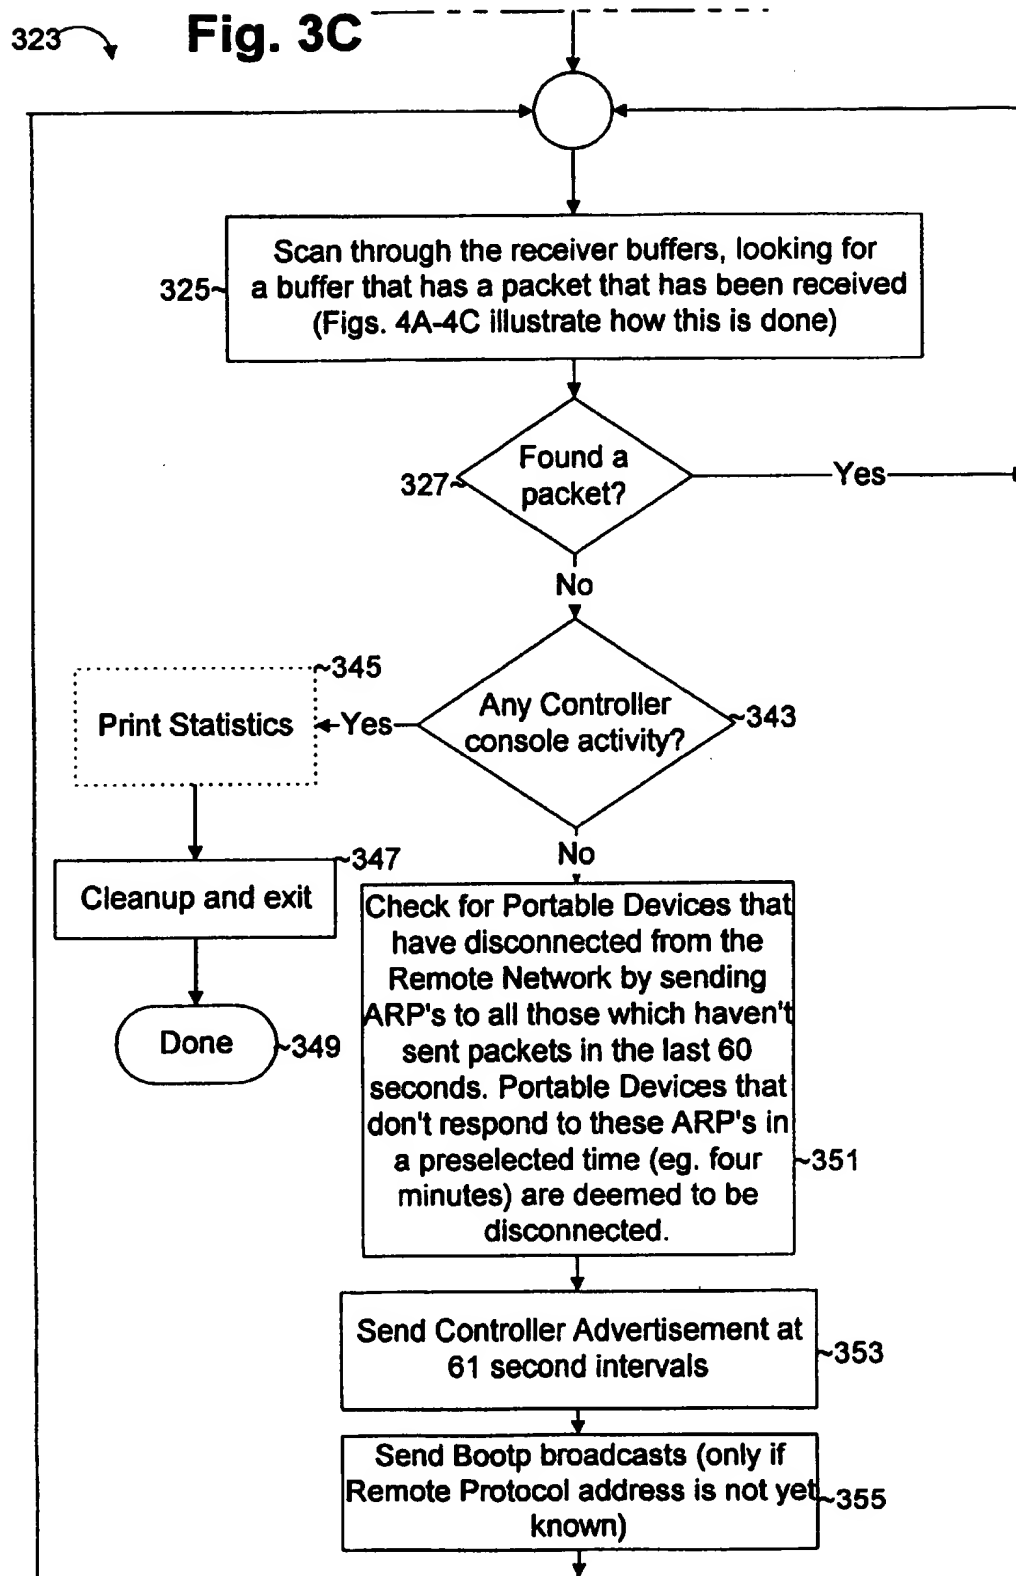 323
Fig. 3C
Scan through the receiver buffers, looking for
325~
a buffer that has a packet that has been received
(Figs. 4A-4C illustrate how this is done)
Found a
packet?
327~
Yes
No
~345
Print Statistics
Yes
Any Controller
console activity?
~343
No
~347
Cleanup and exit
Done
~349
Check for Portable Devices that
have disconnected from the
Remote Network by sending
ARP's to all those which haven't
sent packets in the last 60
seconds. Portable Devices that
don't respond to these ARP's in
a preselected time (eg. four
minutes) are deemed to be
disconnected.
~351
Send Controller Advertisement at
61 second intervals
~353
Send Bootp broadcasts (only if
Remote Protocol address is not yet
known)
~355